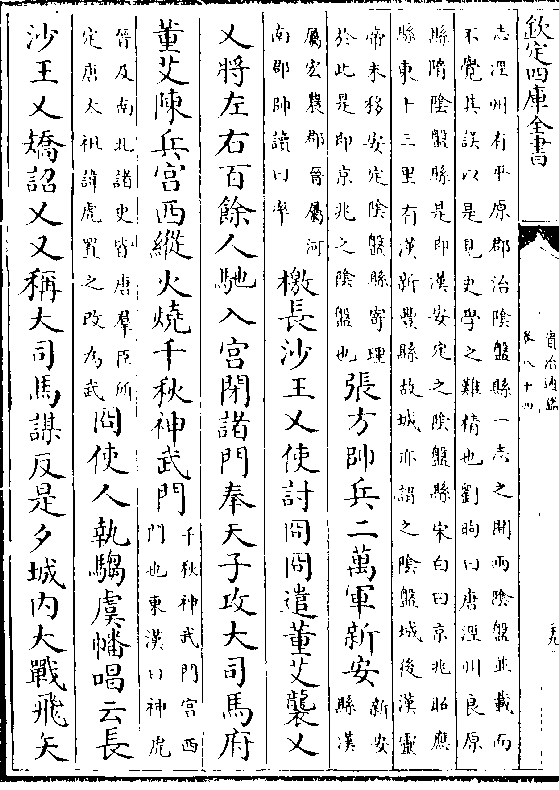 欽定四庫全書
資治通鑑
卷八十四
志涇州有平原郡治陰盤縣一志之間兩陰盤並載而
不覺其誤以是見史學之難精也劉昫曰唐涇州良原
縣隋陰盤縣是即漢安定之陰盤縣宋白曰京兆昭應
縣東十三里有漢新豐縣故城亦謂之陰盤城後漢靈
帝末移安定陰盤縣寄理
於此是即京兆之陰盤也
張方帥兵二萬軍新安
新安
縣漢
屬宏農郡晉屬河
南郡帥讀曰率
檄長沙王乂使討冏冏遣董艾襲乂
乂將左右百餘人馳入宮閉諸門奉天子攻大司馬府
董艾陳兵宮西縱火燒千秋神武門
千秋神武門宮西
門也東漢曰神虎
晉及南北諸史皆唐羣臣所
定唐太祖諱虎置之改為武
冏使人執騶虞幡唱云長
沙王乂矯詔乂又稱大司馬謀反是夕城内大戰飛矢